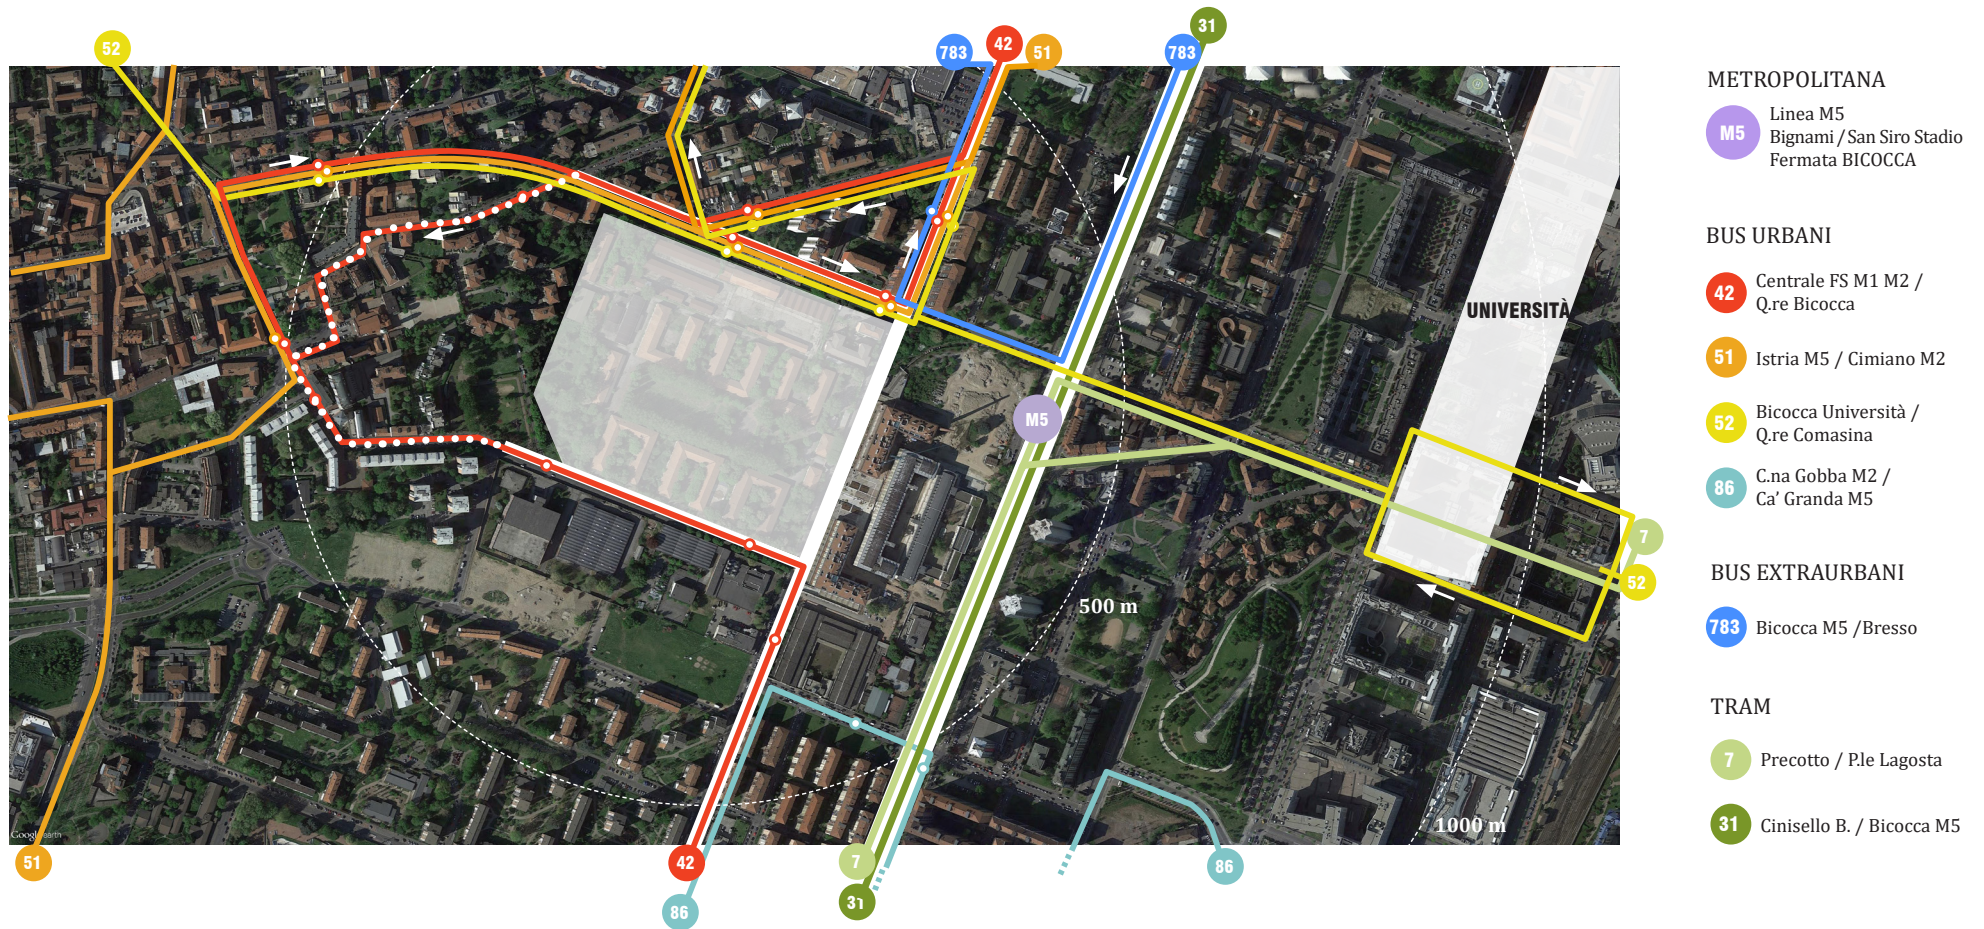 52
783
42
51
783
31
UNIVERSITÀ
M5
7
52
500 m
1000 m
Google earth
51
42
86
7
31
86
METROPOLITANA
M5
Linea M5
Bignami / San Siro Stadio
Fermata BICOCCA
BUS URBANI
42
Centrale FS M1 M2 /
Q.re Bicocca
51
Istria M5 / Cimiano M2
52
Bicocca Università /
Q.re Comasina
86
C.na Gobba M2 /
Ca' Granda M5
BUS EXTRAURBANI
783
Bicocca M5 /Bresso
TRAM
7
Precotto / P.le Lagosta
31
Cinisello B. / Bicocca M5